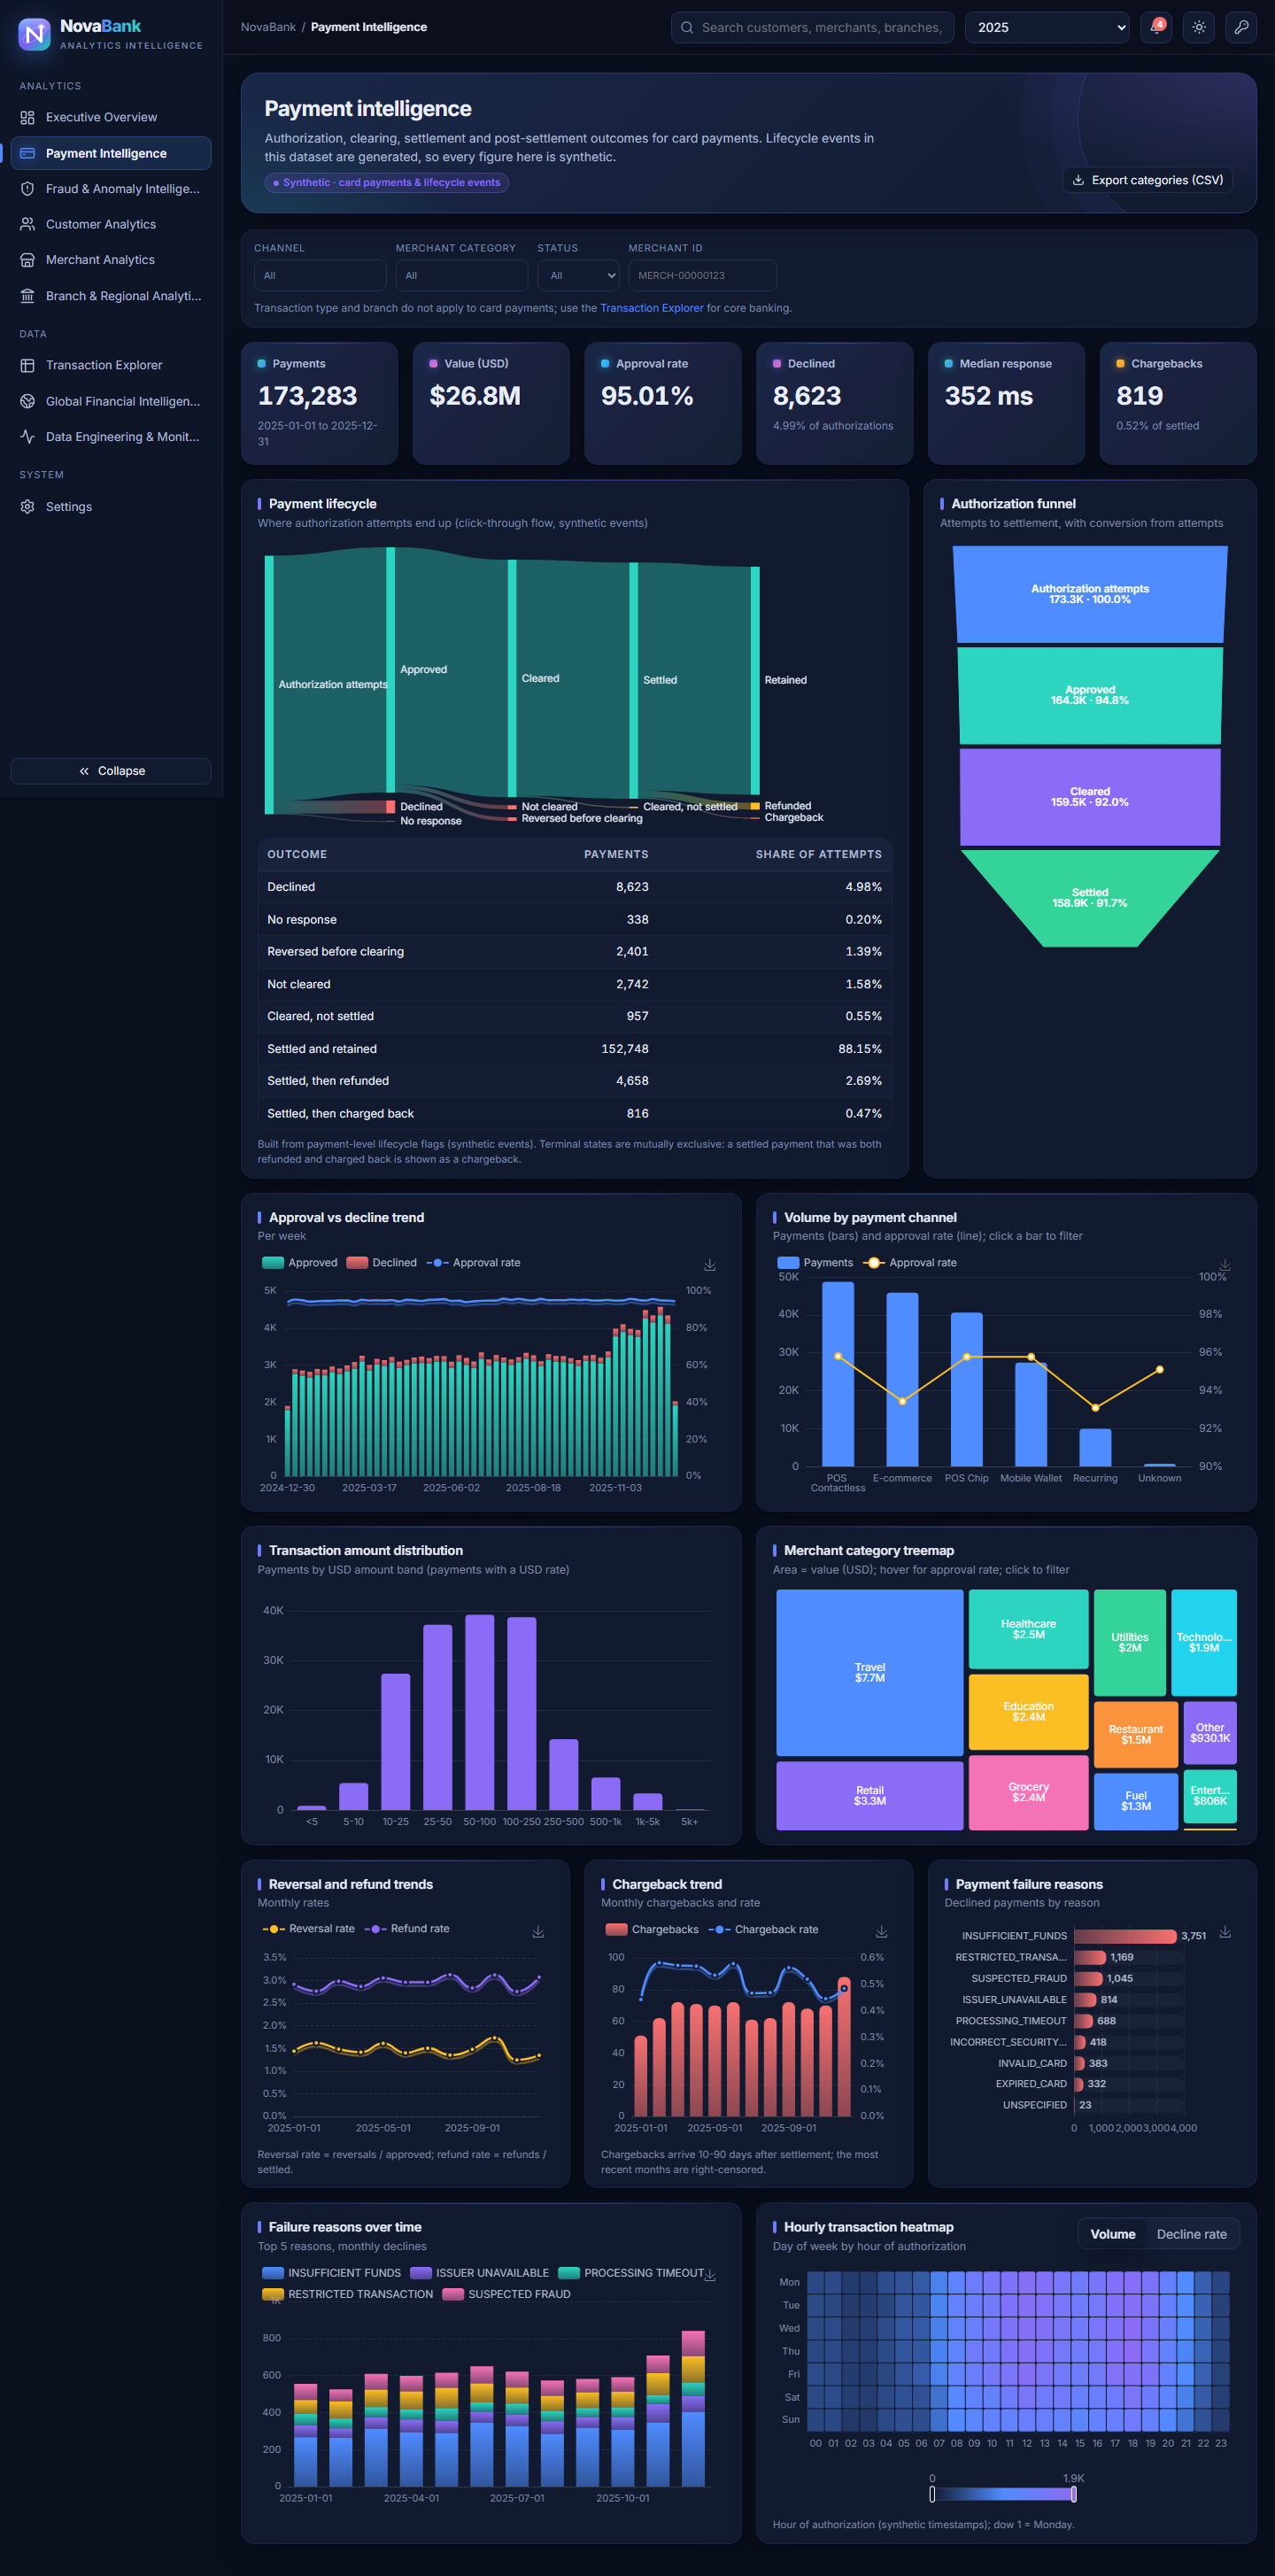 NovaBank
ANALYTICS INTELLIGENCE
ANALYTICS
Executive Overview
Payment Intelligence
Fraud & Anomaly Intellige...
Customer Analytics
Merchant Analytics
Branch & Regional Analyti...
DATA
Transaction Explorer
Global Financial Intelligen...
Data Engineering & Monit...
SYSTEM
Settings
Collapse
NovaBank / Payment Intelligence
Search customers, merchants, branches,
2025
4
Payment intelligence
Authorization, clearing, settlement and post-settlement outcomes for card payments. Lifecycle events in
this dataset are generated, so every figure here is synthetic.
Synthetic · card payments & lifecycle events
Export categories (CSV)
CHANNEL MERCHANT CATEGORY STATUS MERCHANT ID
All All All MERCH-00000123
Transaction type and branch do not apply to card payments; use the Transaction Explorer for core banking.
Payments
173,283
2025-01-01 to 2025-12-
31
Value (USD)
$26.8M
Approval rate
95.01%
Declined
8,623
4.99% of authorizations
Median response
352 ms
Chargebacks
819
0.52% of settled
Payment lifecycle
Where authorization attempts end up (click-through flow, synthetic events)
Authorization attempts
Approved
Cleared
Settled
Retained
Declined
No response
Not cleared
Reversed before clearing
Cleared, not settled
Refunded
Chargeback
OUTCOME PAYMENTS SHARE OF ATTEMPTS
Declined 8,623 4.98%
No response 338 0.20%
Reversed before clearing 2,401 1.39%
Not cleared 2,742 1.58%
Cleared, not settled 957 0.55%
Settled and retained 152,748 88.15%
Settled, then refunded 4,658 2.69%
Settled, then charged back 816 0.47%
Built from payment-level lifecycle flags (synthetic events). Terminal states are mutually exclusive: a settled payment that was both
refunded and charged back is shown as a chargeback.
Authorization funnel
Attempts to settlement, with conversion from attempts
Authorization attempts
173.3K · 100.0%
Approved
164.3K · 94.8%
Cleared
159.5K · 92.0%
Settled
158.9K · 91.7%
Approval vs decline trend
Per week
Approved Declined Approval rate
5K 100%
4K 80%
3K 60%
2K 40%
1K 20%
0 0%
2024-12-30 2025-03-17 2025-06-02 2025-08-18 2025-11-03
Volume by payment channel
Payments (bars) and approval rate (line); click a bar to filter
Payments Approval rate
50K 100%
40K 98%
30K 96%
20K 94%
10K 92%
0 90%
POS E-commerce POS Chip Mobile Wallet Recurring Unknown
Contactless
Transaction amount distribution
Payments by USD amount band (payments with a USD rate)
40K
30K
20K
10K
0
<5 5-10 10-25 25-50 50-100 100-250 250-500 500-1k 1k-5k 5k+
Merchant category treemap
Area = value (USD); hover for approval rate; click to filter
Travel
$7.7M
Retail
$3.3M
Healthcare
$2.5M
Education
$2.4M
Grocery
$2.4M
Utilities
$2M
Technolo...
$1.9M
Restaurant
$1.5M
Fuel
$1.3M
Other
$930.1K
Entert...
$806K
Reversal and refund trends
Monthly rates
Reversal rate Refund rate
3.5%
3.0%
2.5%
2.0%
1.5%
1.0%
0.5%
0.0%
2025-01-01 2025-05-01 2025-09-01
Reversal rate = reversals / approved; refund rate = refunds /
settled.
Chargeback trend
Monthly chargebacks and rate
Chargebacks Chargeback rate
100 0.6%
80 0.5%
0.4%
60 0.3%
40 0.2%
20 0.1%
0 0.0%
2025-01-01 2025-05-01 2025-09-01
Chargebacks arrive 10-90 days after settlement; the most
recent months are right-censored.
Payment failure reasons
Declined payments by reason
INSUFFICIENT_FUNDS 3,751
RESTRICTED_TRANSA... 1,169
SUSPECTED_FRAUD 1,045
ISSUER_UNAVAILABLE 814
PROCESSING_TIMEOUT 688
INCORRECT_SECURITY... 418
INVALID_CARD 383
EXPIRED_CARD 332
UNSPECIFIED 23
0 1,000 2,000 3,000 4,000
Failure reasons over time
Top 5 reasons, monthly declines
INSUFFICIENT FUNDS ISSUER UNAVAILABLE PROCESSING TIMEOUT
RESTRICTED TRANSACTION SUSPECTED FRAUD
1K
800
600
400
200
0
2025-01-01 2025-04-01 2025-07-01 2025-10-01
Hourly transaction heatmap
Day of week by hour of authorization
Volume Decline rate
Mon
Tue
Wed
Thu
Fri
Sat
Sun
00 01 02 03 04 05 06 07 08 09 10 11 12 13 14 15 16 17 18 19 20 21 22 23
0 1.9K
Hour of authorization (synthetic timestamps); dow 1 = Monday.